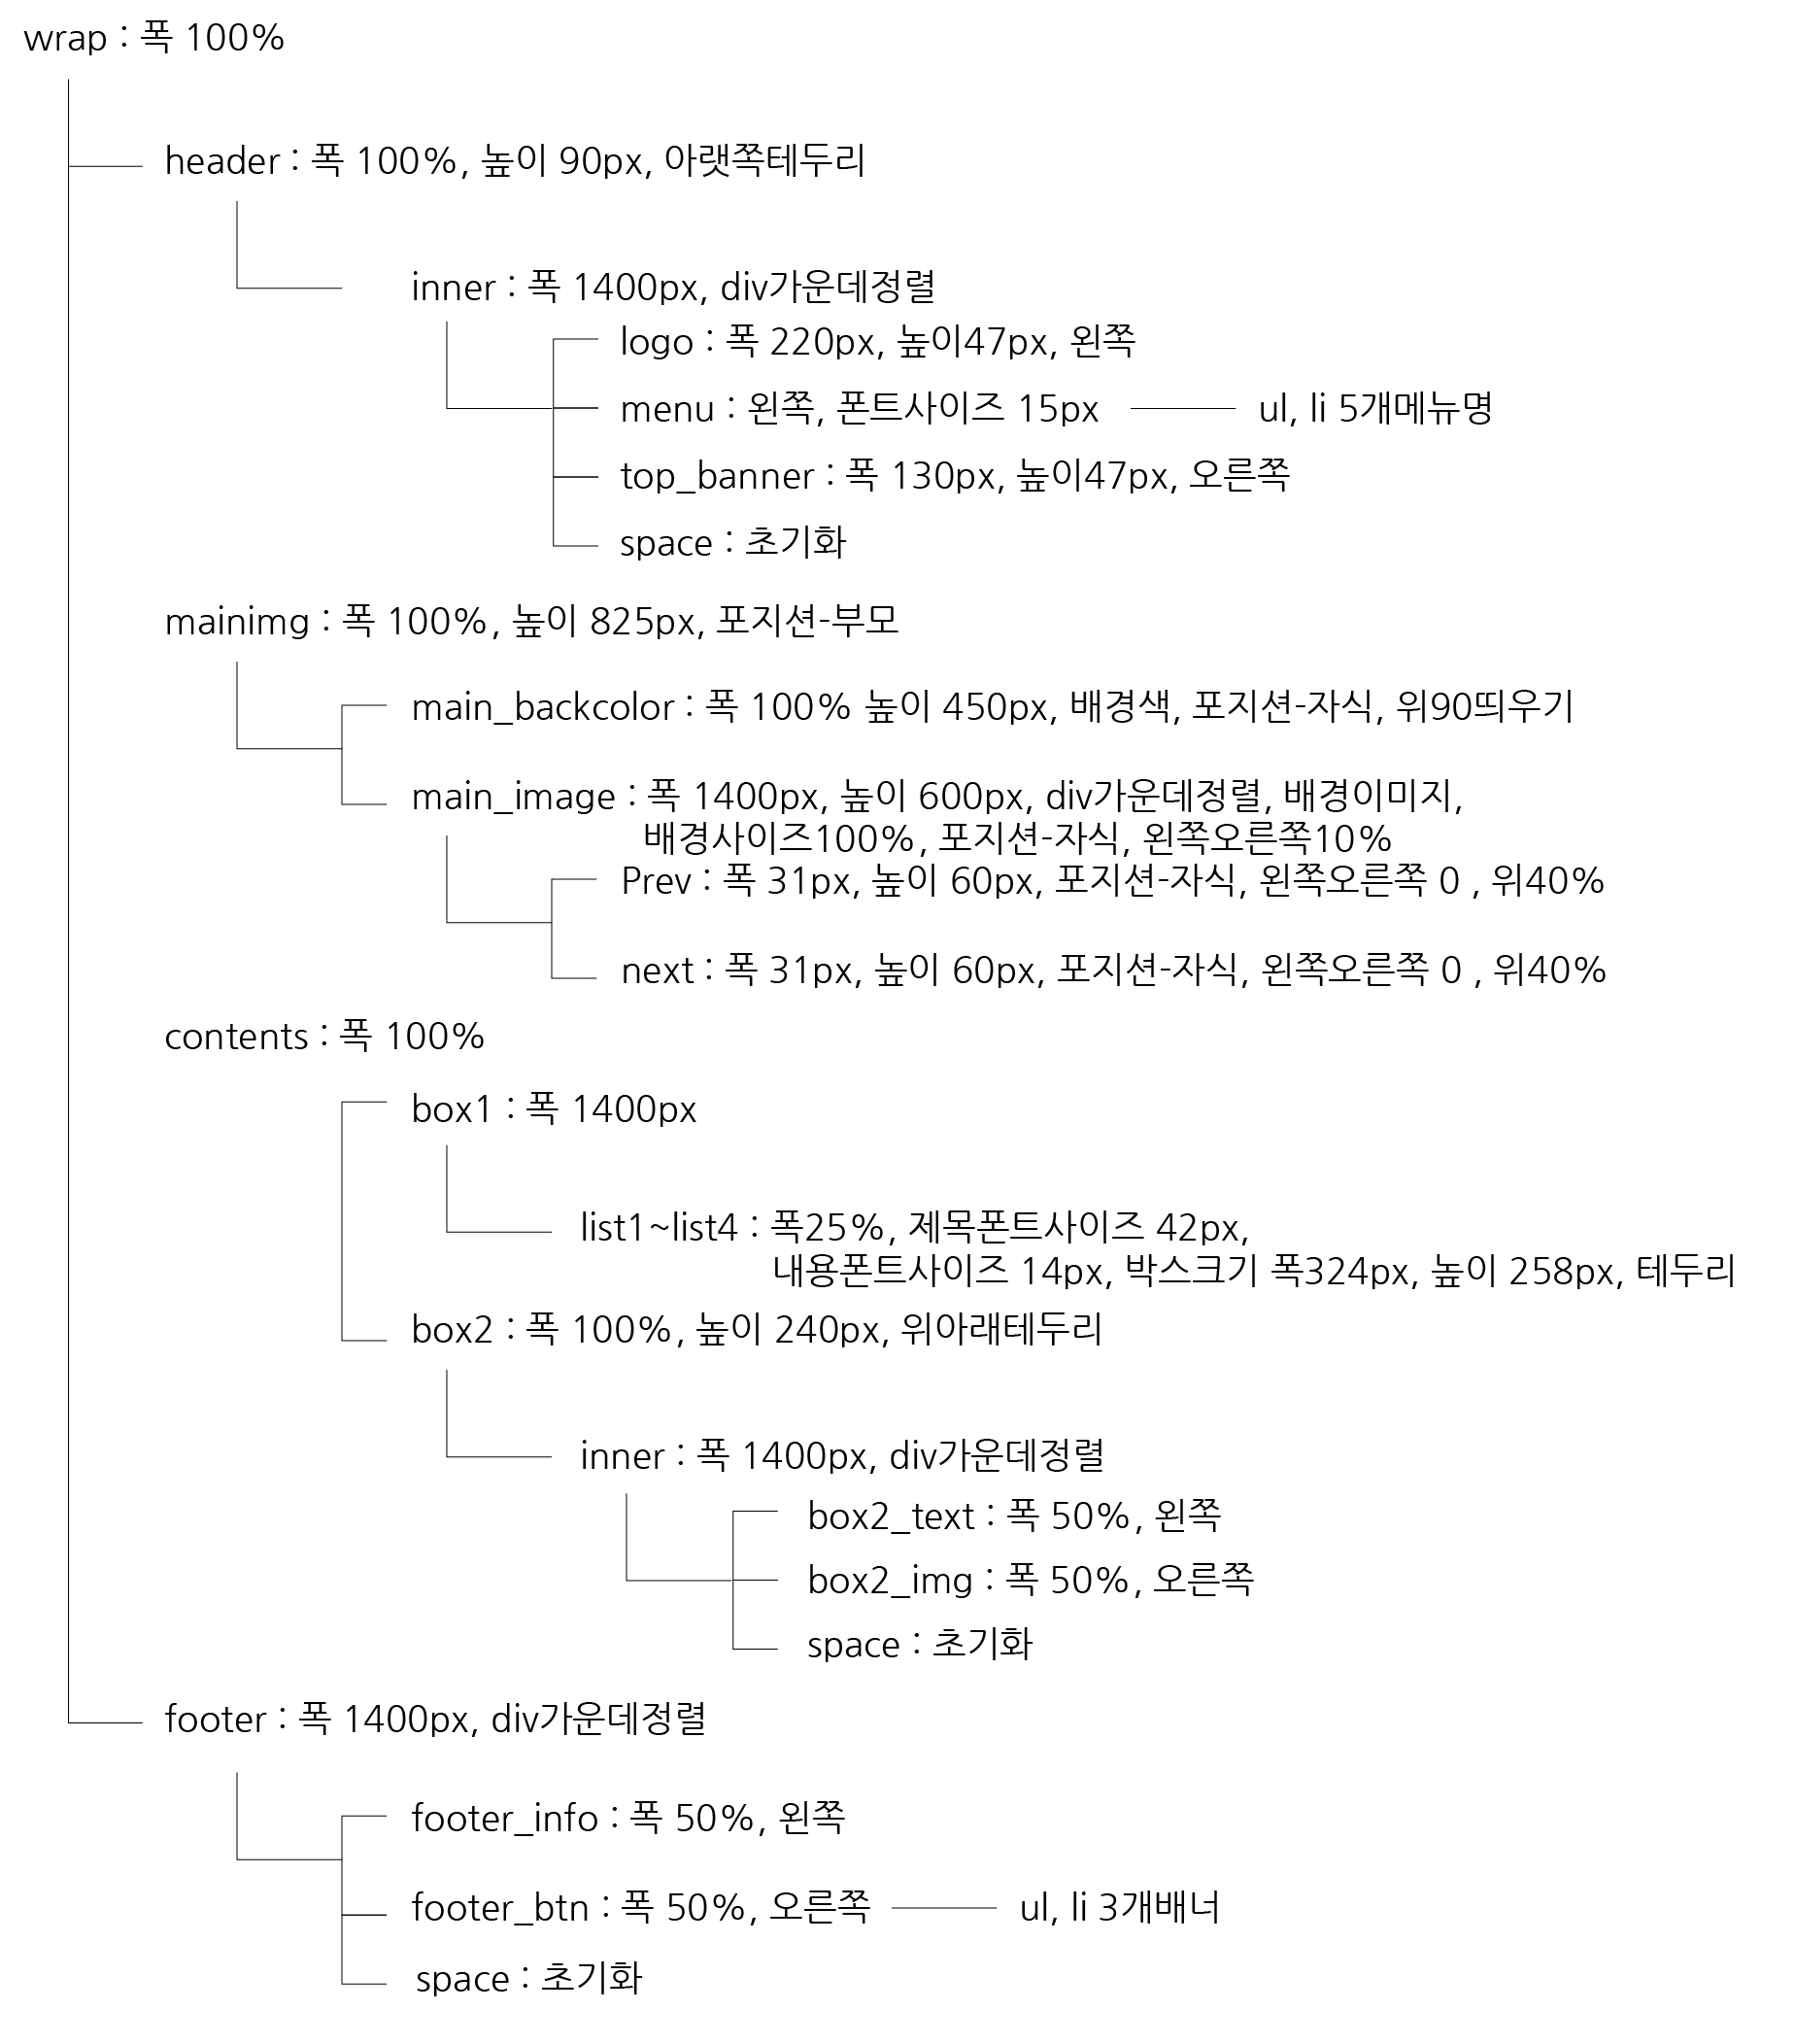 wrap : 폭 100%
header : 폭 100%, 높이 90px, 아랫쪽테두리
inner : 폭 1400px, div가운데정렬
logo : 폭 220px, 높이47px, 왼쪽
menu : 왼쪽, 폰트사이즈 15px ul, li 5개메뉴명
top_banner : 폭 130px, 높이47px, 오른쪽
space : 초기화
mainimg : 폭 100%, 높이 825px, 포지션-부모
main_backcolor : 폭 100% 높이 450px, 배경색, 포지션-자식, 위90띄우기
main_image : 폭 1400px, 높이 600px, div가운데정렬, 배경이미지,
배경사이즈100%, 포지션-자식, 왼쪽오른쪽10%
Prev : 폭 31px, 높이 60px, 포지션-자식, 왼쪽오른쪽 0 , 위40%
next : 폭 31px, 높이 60px, 포지션-자식, 왼쪽오른쪽 0 , 위40%
contents : 폭 100%
box1 : 폭 1400px
list1~list4 : 폭25%, 제목폰트사이즈 42px,
내용폰트사이즈 14px, 박스크기 폭324px, 높이 258px, 테두리
box2 : 폭 100%, 높이 240px, 위아래테두리
inner : 폭 1400px, div가운데정렬
box2_text : 폭 50%, 왼쪽
box2_img : 폭 50%, 오른쪽
space : 초기화
footer : 폭 1400px, div가운데정렬
footer_info : 폭 50%, 왼쪽
footer_btn : 폭 50%, 오른쪽 ul, li 3개배너
space : 초기화